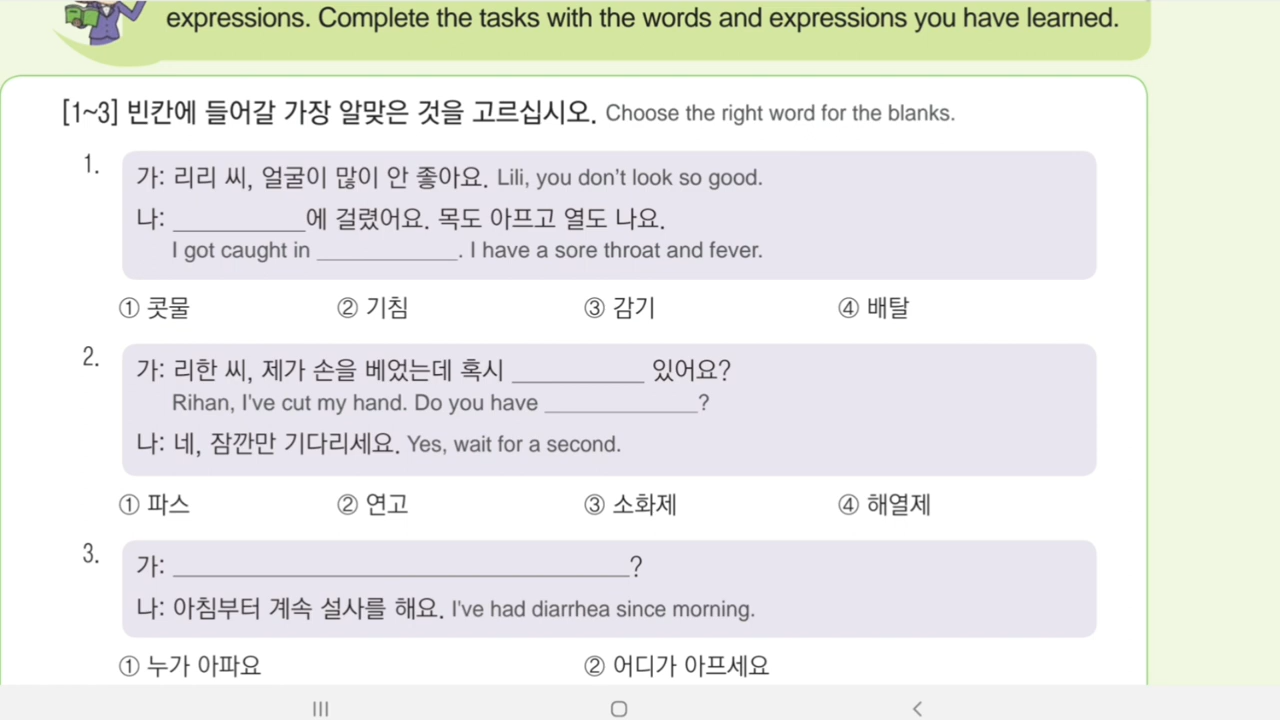 expressions. Complete the tasks with the words and expressions you have learned.
[1~3] 빈칸에 들어갈 가장 알맞은 것을 고르십시오. Choose the right word for the blanks.
1.
가: 리리 씨, 얼굴이 많이 안 좋아요. Lili, you don't look so good.
나: __________에 걸렸어요. 목도 아프고 열도 나요.
I got caught in __________. I have a sore throat and fever.
① 콧물 ② 기침 ③ 감기 ④ 배탈
2.
가: 리한 씨, 제가 손을 베었는데 혹시 __________ 있어요?
Rihan, I've cut my hand. Do you have __________?
나: 네, 잠깐만 기다리세요. Yes, wait for a second.
① 파스 ② 연고 ③ 소화제 ④ 해열제
3.
가: ______________________________?
나: 아침부터 계속 설사를 해요. I've had diarrhea since morning.
① 누가 아파요 ② 어디가 아프세요